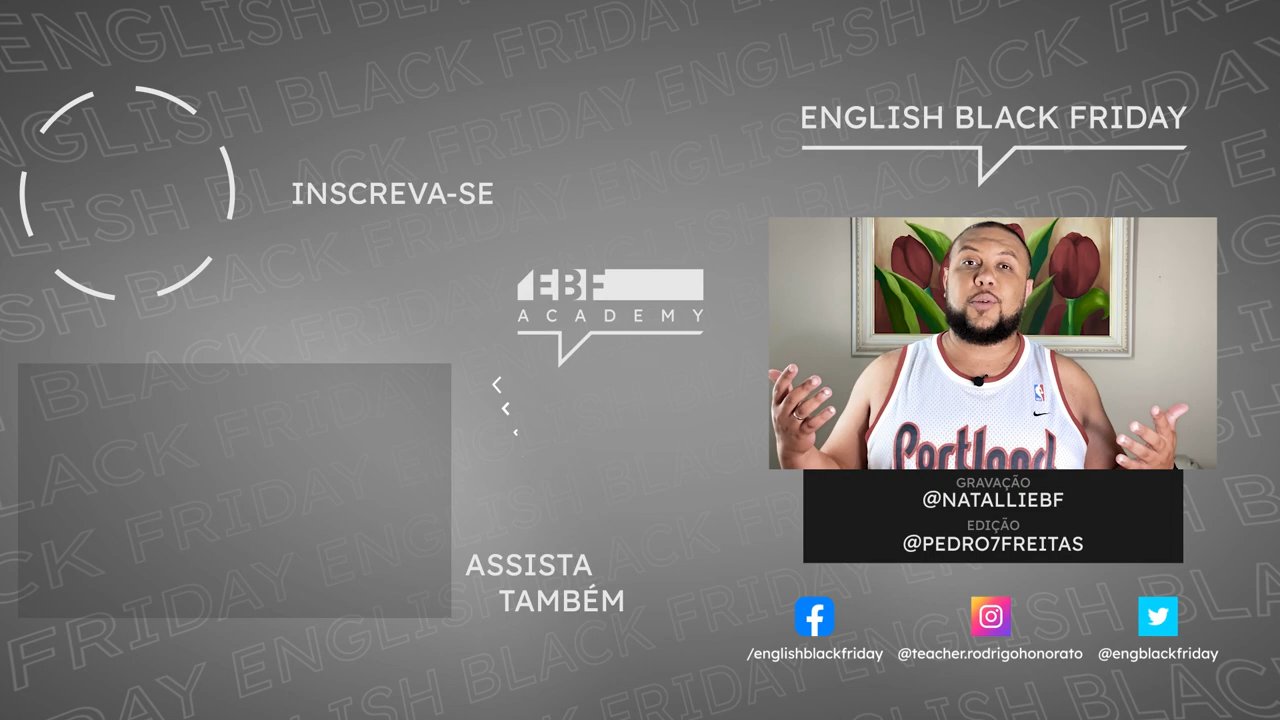 ENGLISH BLACK FRIDAY
INSCREVA-SE
EBF
ACADEMY
Portland
GRAVAÇÃO
@NATALLIEBF
EDIÇÃO
@PEDRO7FREITAS
ASSISTA
TAMBÉM
/englishblackfriday
@teacher.rodrigohonorato
@engblackfriday